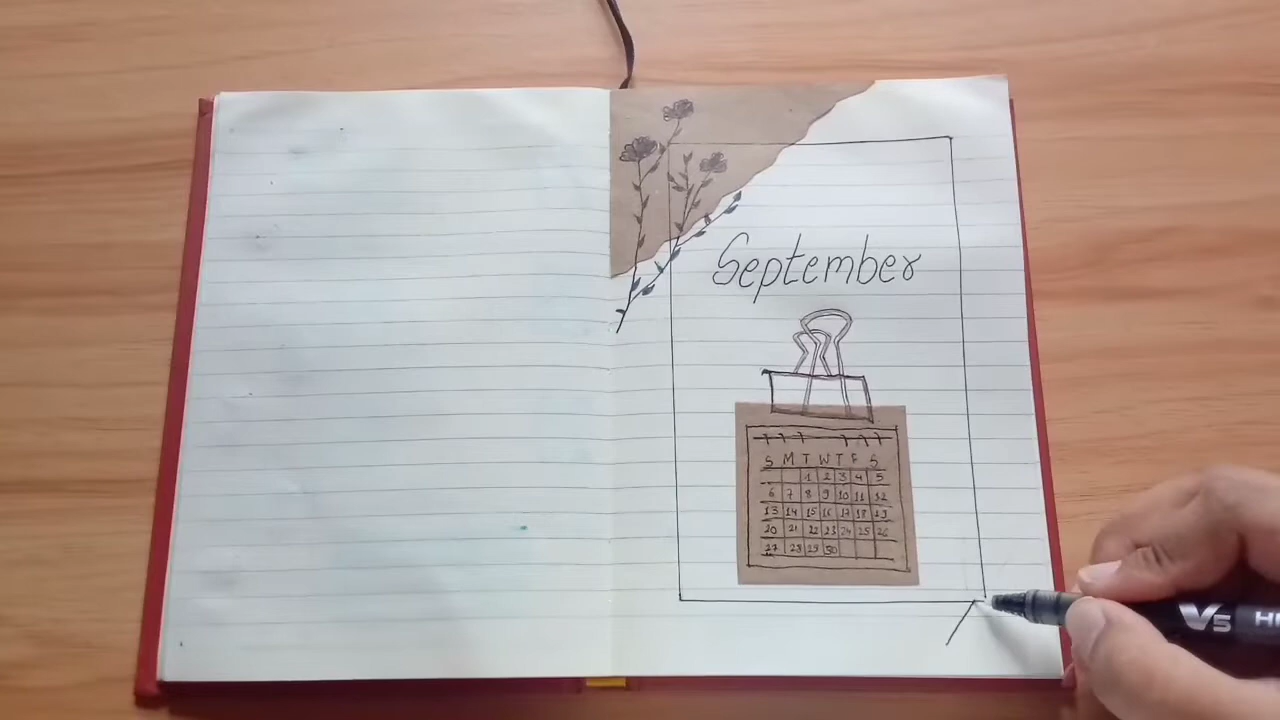 September
S M T W T F S
1 2 3 4 5
6 7 8 9 10 11 12
13 14 15 16 17 18 19
20 21 22 23 24 25 26
27 28 29 30
V5